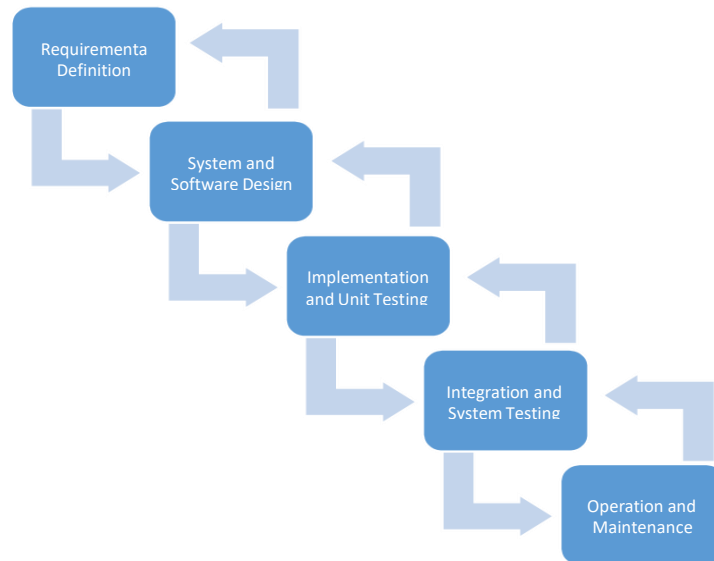 Requirementa
Definition
System and
Software Design
Implementation
and Unit Testing
Integration and
System Testing
Operation and
Maintenance